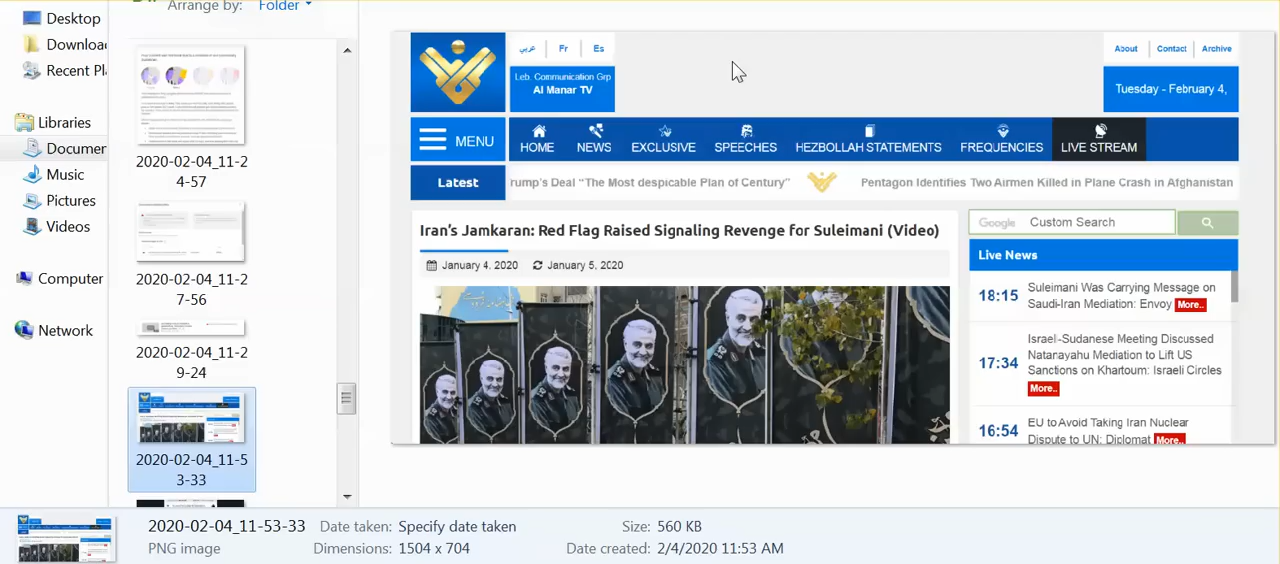 Arrange by: Folder
Desktop
Downloa
Recent Pl
Libraries
Documen
Music
Pictures
Videos
Computer
Network
2020-02-04_11-2
4-57
2020-02-04_11-2
7-56
2020-02-04_11-2
9-24
2020-02-04_11-5
3-33
عربي Fr Es
Leb. Communication Grp
Al Manar TV
About Contact Archive
Tuesday - February 4,
MENU HOME NEWS EXCLUSIVE SPEECHES HEZBOLLAH STATEMENTS FREQUENCIES LIVE STREAM
Latest rump's Deal “The Most despicable Plan of Century” Pentagon Identifies Two Airmen Killed in Plane Crash in Afghanistan
Iran's Jamkaran: Red Flag Raised Signaling Revenge for Suleimani (Video)
January 4, 2020 January 5, 2020
Google Custom Search
Live News
18:15 Suleimani Was Carrying Message on
Saudi-Iran Mediation: Envoy More..
17:34 Israeli-Sudanese Meeting Discussed
Natanayahu Mediation to Lift US
Sanctions on Khartoum: Israeli Circles
More..
16:54 EU to Avoid Taking Iran Nuclear
Dispute to UN: Diplomat More..
2020-02-04_11-53-33 Date taken: Specify date taken Size: 560 KB
PNG image Dimensions: 1504 x 704 Date created: 2/4/2020 11:53 AM